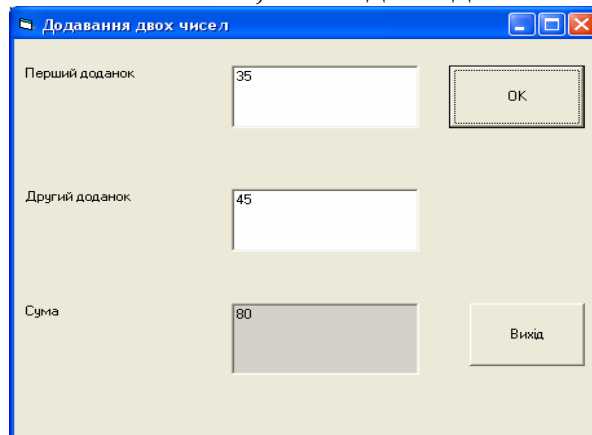 Додавання двох чисел
Перший доданок
35
OK
Другий доданок
45
Сума
80
Вихід